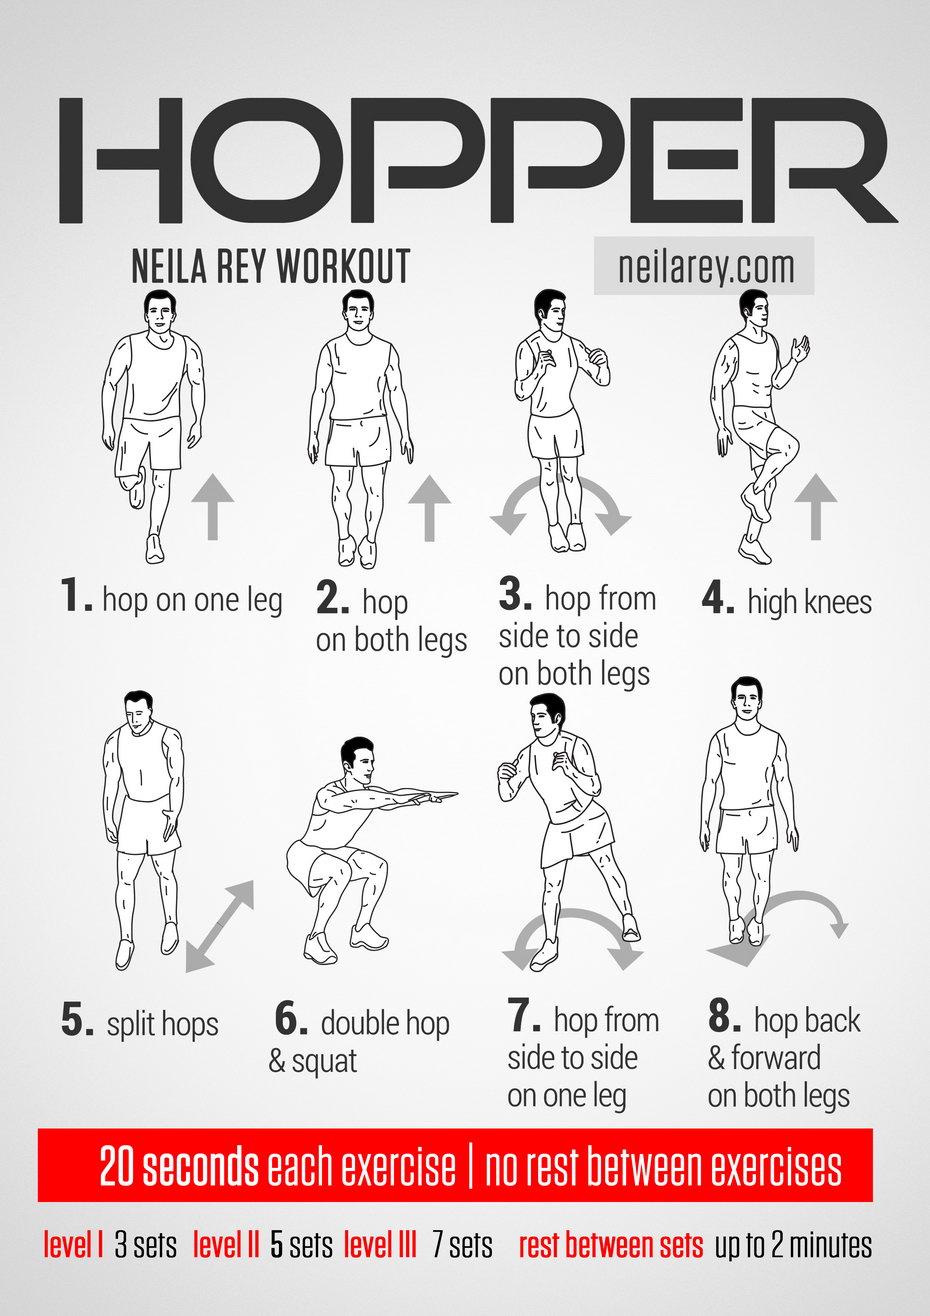 HOPPER
NEILA REY WORKOUT
neilarey.com
1. hop on one leg
2. hop
on both legs
3. hop from
side to side
on both legs
4. high knees
5. split hops
6. double hop
& squat
7. hop from
side to side
on one leg
8. hop back
& forward
on both legs
20 seconds each exercise | no rest between exercises
level I 3 sets level II 5 sets level III 7 sets rest between sets up to 2 minutes